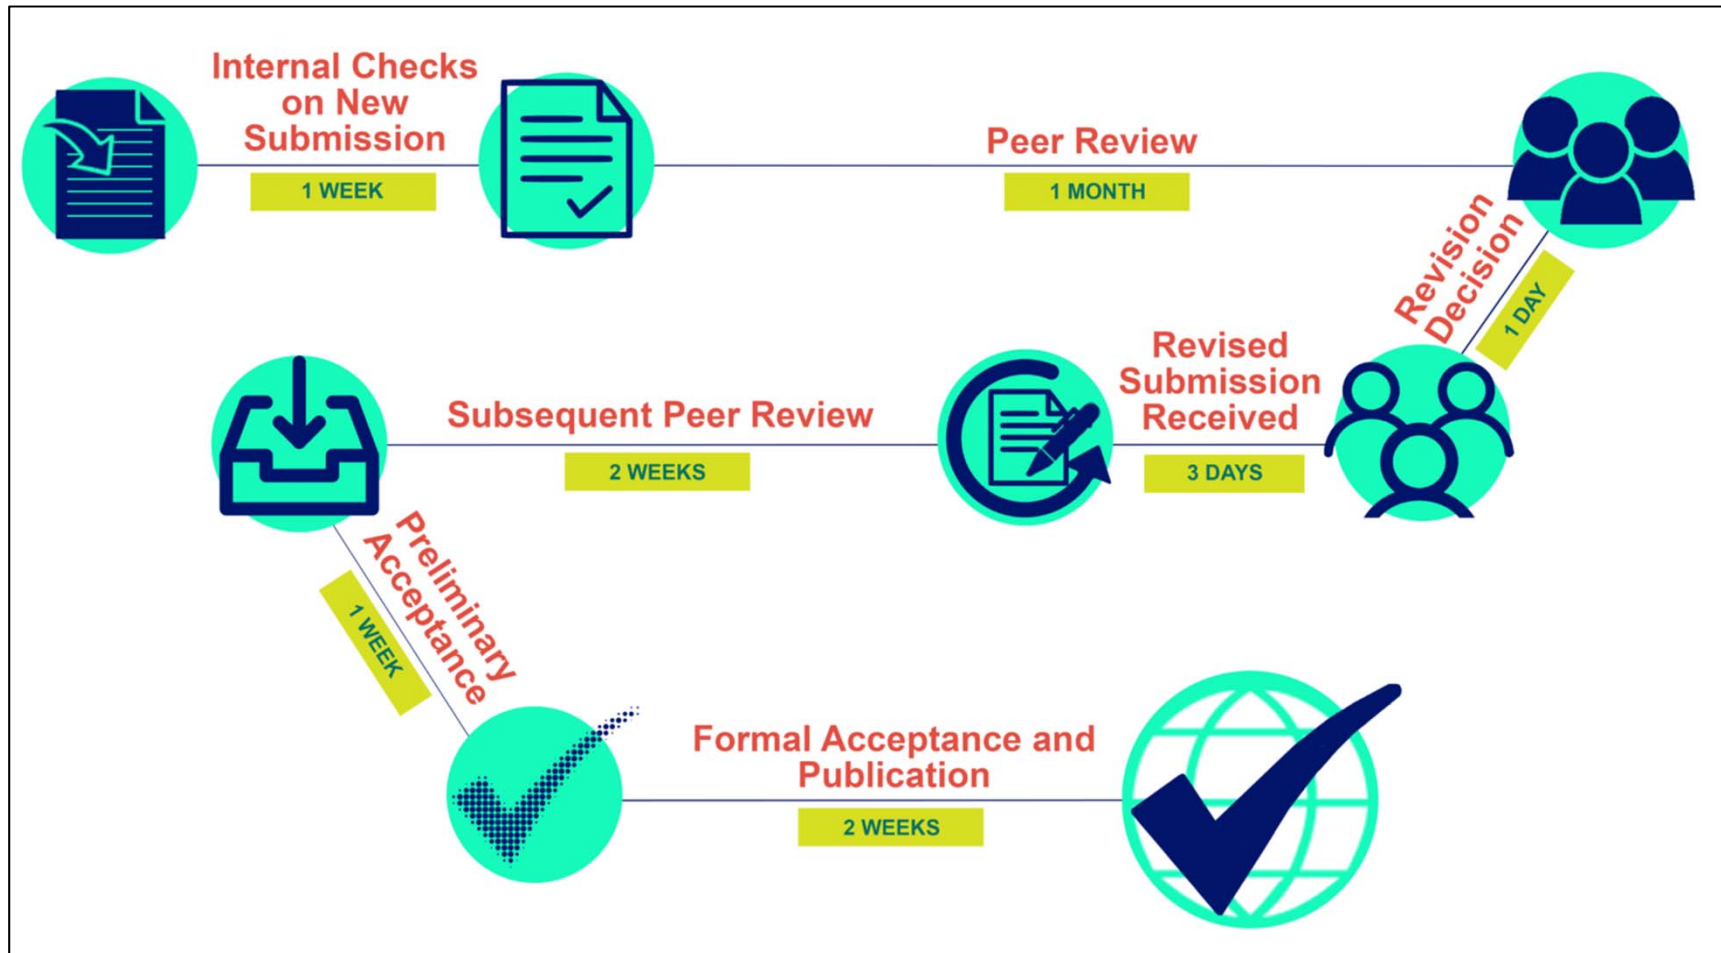 Internal Checks
on New
Submission
1 WEEK
Peer Review
1 MONTH
Revision
Decision
1 DAY
Revised
Submission
Received
3 DAYS
Subsequent Peer Review
2 WEEKS
Preliminary
Acceptance
1 WEEK
Formal Acceptance and
Publication
2 WEEKS